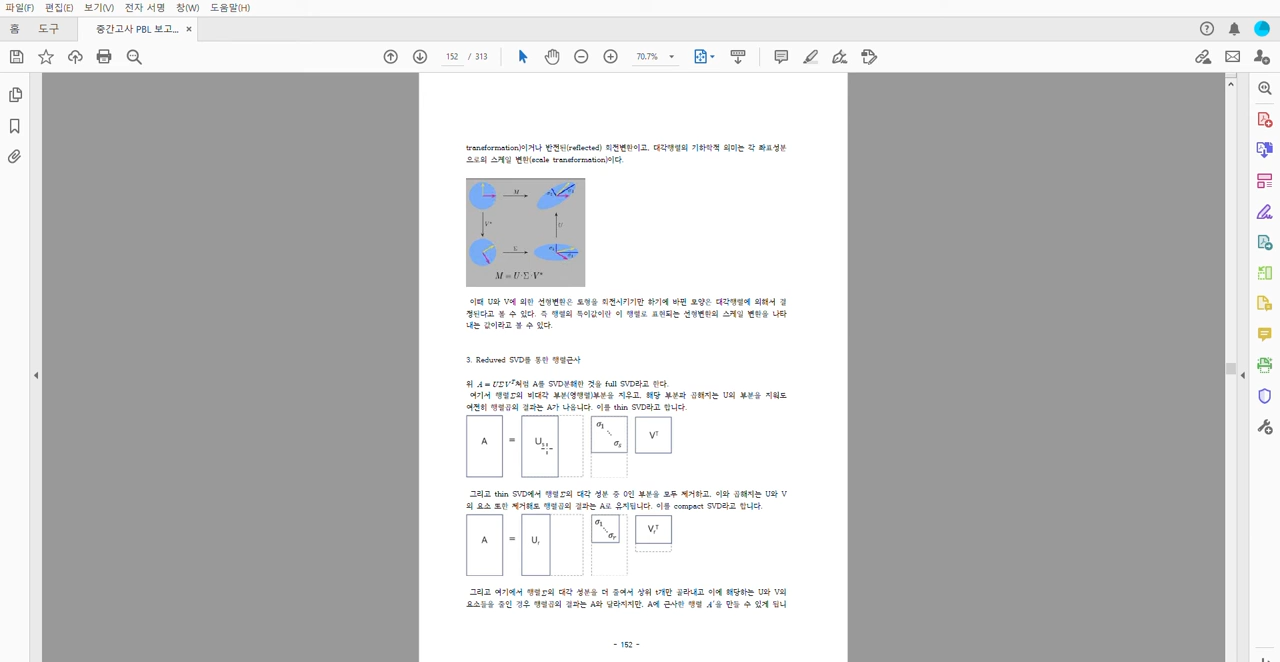 파일(F) 편집(E) 보기(V) 전자 서명 창(W) 도움말(H)
홈 도구 중간고사 PBL 보고... ×
152 / 313 70.7%
transformation)이거나 반전된(reflected) 회전변환이고, 대각행렬의 기하학적 의미는 각 좌표성분
으로의 스케일 변환(scale transformation)이다.
M
V*
U
Σ
M = U·Σ·V*
이때 U와 V에 의한 선형변환은 도형을 회전시키기만 하기에 바뀐 모양은 대각행렬에 의해서 결
정된다고 볼 수 있다. 즉 행렬의 특이값이란 이 행렬로 표현되는 선형변환의 스케일 변환을 나타
내는 값이라고 볼 수 있다.
3. Reduved SVD를 통한 행렬근사
위 A = UΣV^T처럼 A를 SVD분해한 것을 full SVD라고 한다.
여기서 행렬Σ의 비대각 부분(영행렬)부분을 지우고, 해당 부분과 곱해지는 U의 부분을 지워도
여전히 행렬곱의 결과는 A가 나옵니다. 이를 thin SVD라고 합니다.
A = U σ₁ ⋱ σₛ Vᵀ
그리고 thin SVD에서 행렬Σ의 대각 성분 중 0인 부분을 모두 제거하고, 이와 곱해지는 U와 V
의 요소 또한 제거해도 행렬곱의 결과는 A로 유지됩니다. 이를 compact SVD라고 합니다.
A = Uᵣ σ₁ ⋱ σᵣ Vᵣᵀ
그리고 여기에서 행렬Σ의 대각 성분을 더 줄여서 상위 t개만 골라내고 이에 해당하는 U와 V의
요소들을 줄인 경우 행렬곱의 결과는 A와 달라지지만, A에 근사한 행렬 A'을 만들 수 있게 됩니
- 152 -